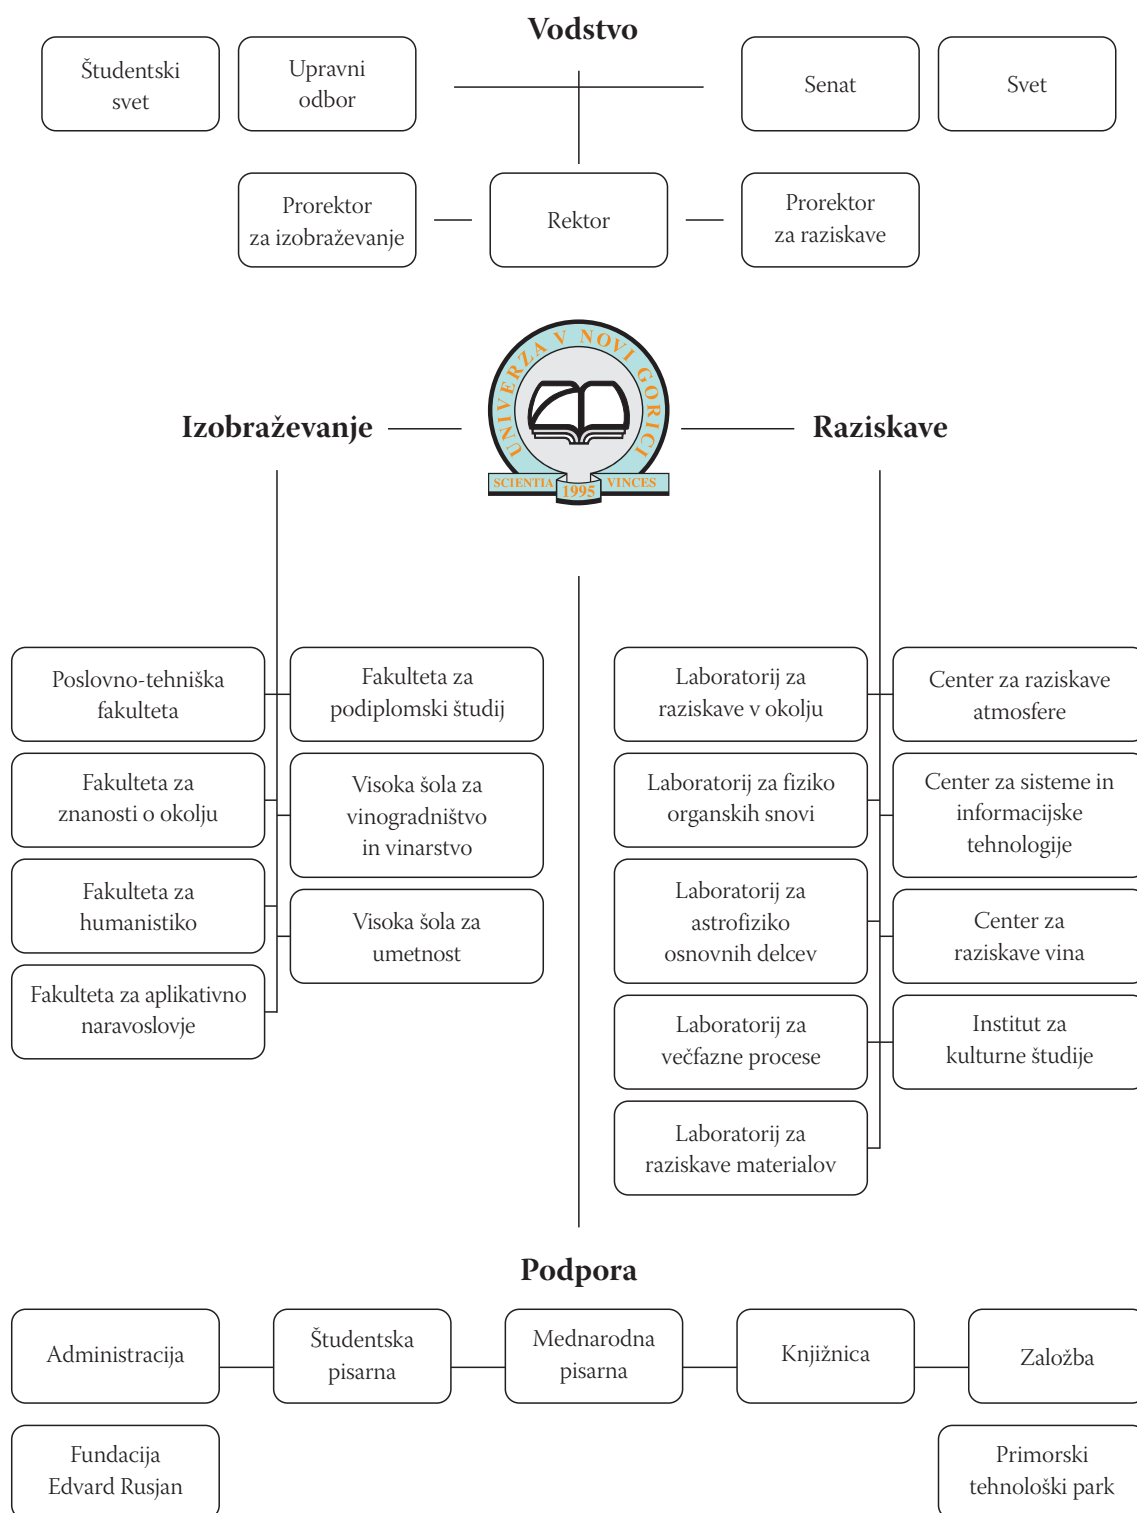 Vodstvo
Študentski
svet
Upravni
odbor
Senat
Svet
Prorektor
za izobraževanje
Rektor
Prorektor
za raziskave
UNIVERZA V NOVI GORICI
SCIENTIA
1995
VINCES
Izobraževanje
Raziskave
Poslovno-tehniška
fakulteta
Fakulteta za
podiplomski študij
Fakulteta za
znanosti o okolju
Visoka šola za
vinogradništvo
in vinarstvo
Fakulteta za
humanistiko
Visoka šola za
umetnost
Fakulteta za aplikativno
naravoslovje
Laboratorij za
raziskave v okolju
Center za raziskave
atmosfere
Laboratorij za fiziko
organskih snovi
Center za sisteme in
informacijske
tehnologije
Laboratorij za
astrofiziko
osnovnih delcev
Center za
raziskave vina
Laboratorij za
večfazne procese
Institut za
kulturne študije
Laboratorij za
raziskave materialov
Podpora
Administracija
Študentska
pisarna
Mednarodna
pisarna
Knjižnica
Založba
Fundacija
Edvard Rusjan
Primorski
tehnološki park